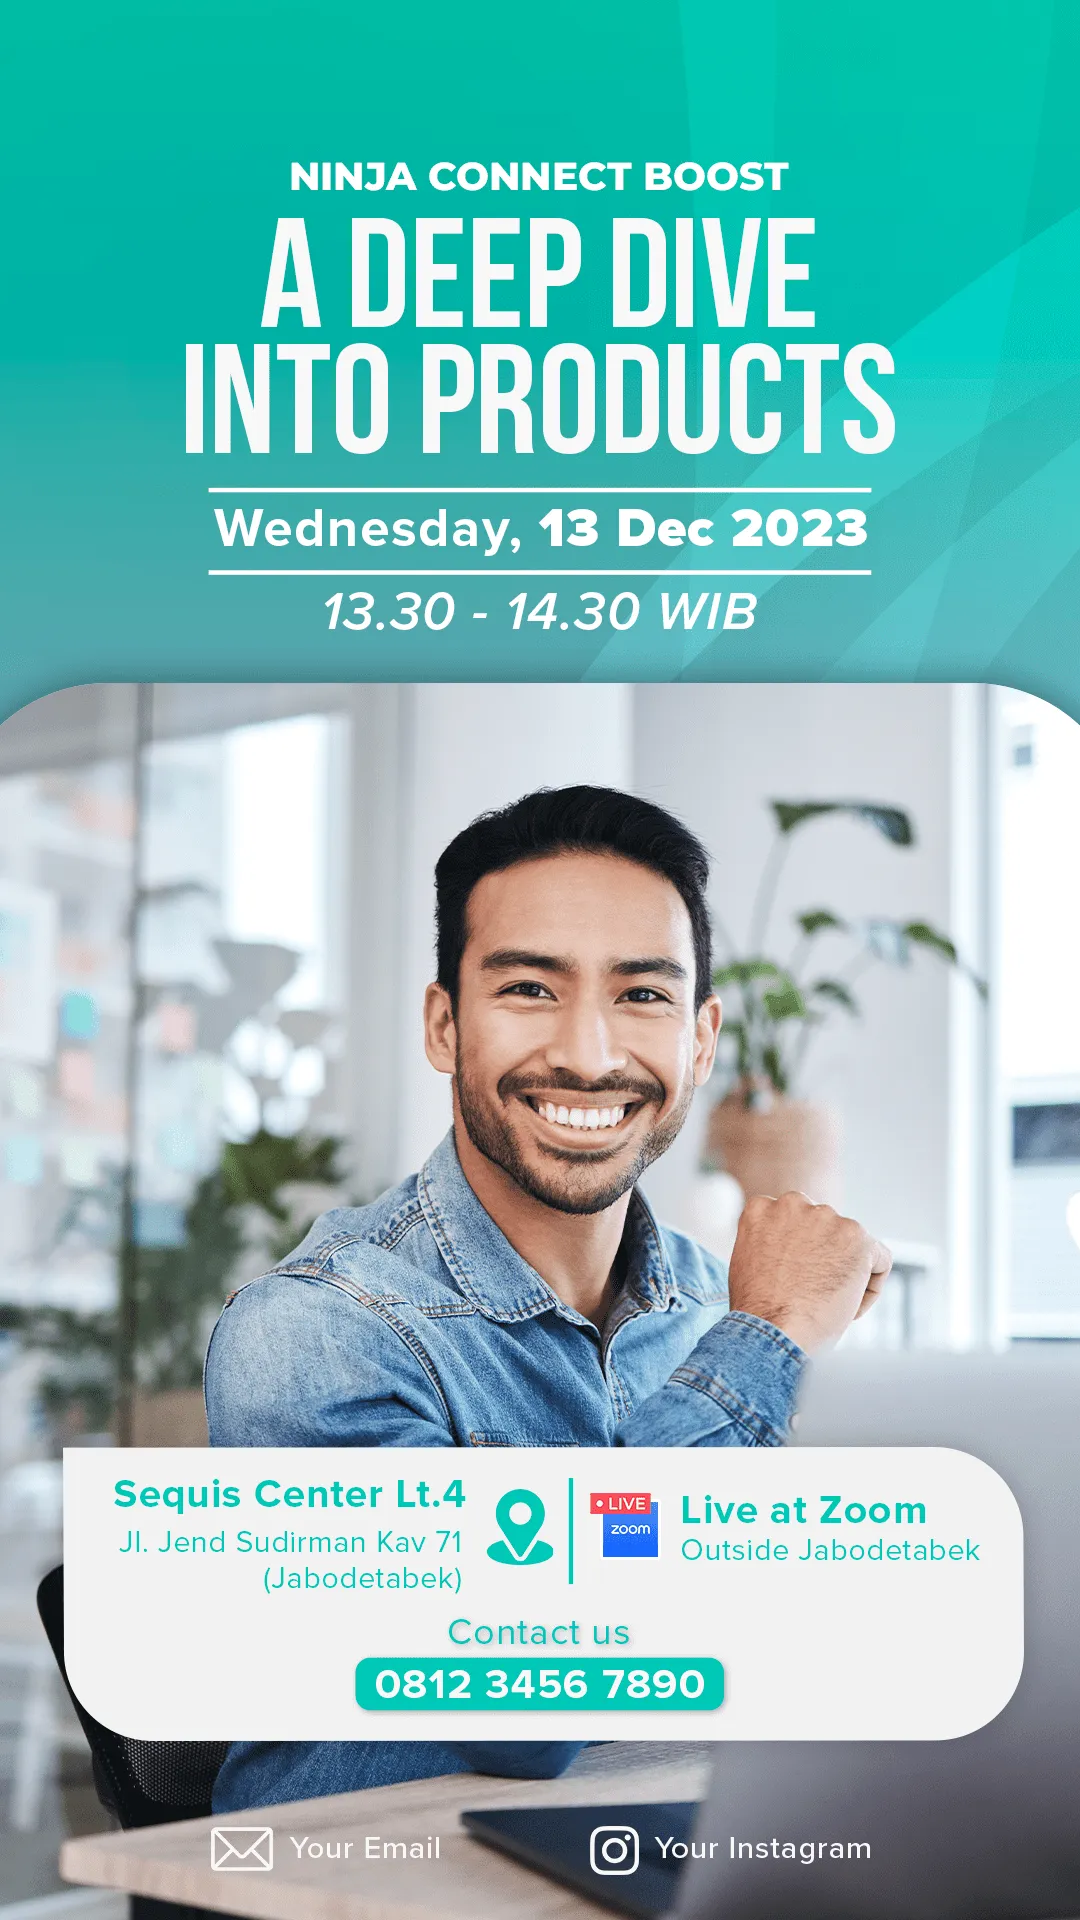 NINJA CONNECT BOOST
A DEEP DIVE
INTO PRODUCTS
Wednesday, 13 Dec 2023
13.30 - 14.30 WIB
Sequis Center Lt.4
Jl. Jend Sudirman Kav 71
(Jabodetabek)
LIVE
zoom
Live at Zoom
Outside Jabodetabek
Contact us
0812 3456 7890
Your Email
Your Instagram